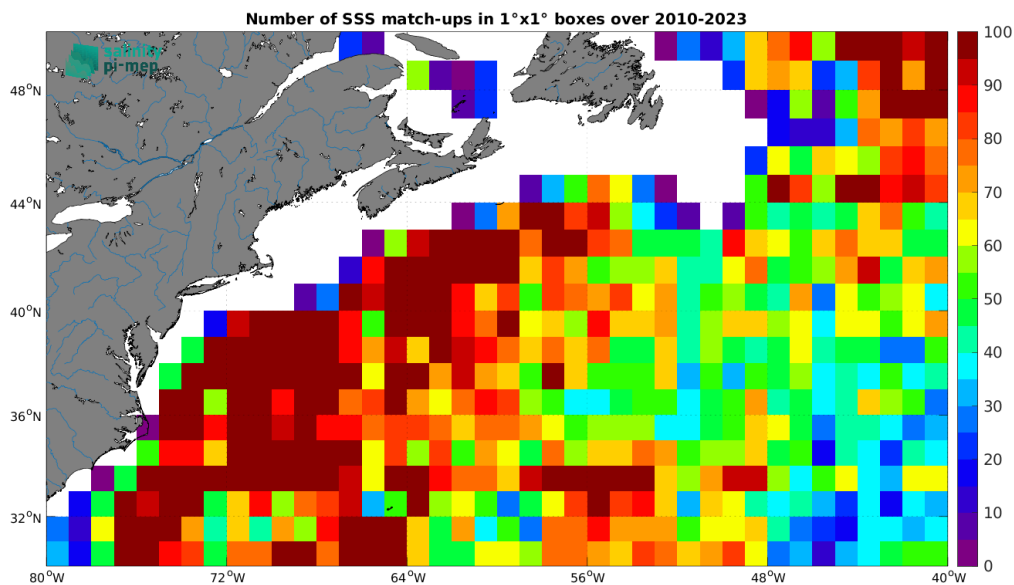 Number of SSS match-ups in 1°x1° boxes over 2010-2023
salinity
pi-mep
48°N
44°N
40°N
36°N
32°N
80°W 72°W 64°W 56°W 48°W 40°W
100
90
80
70
60
50
40
30
20
10
0